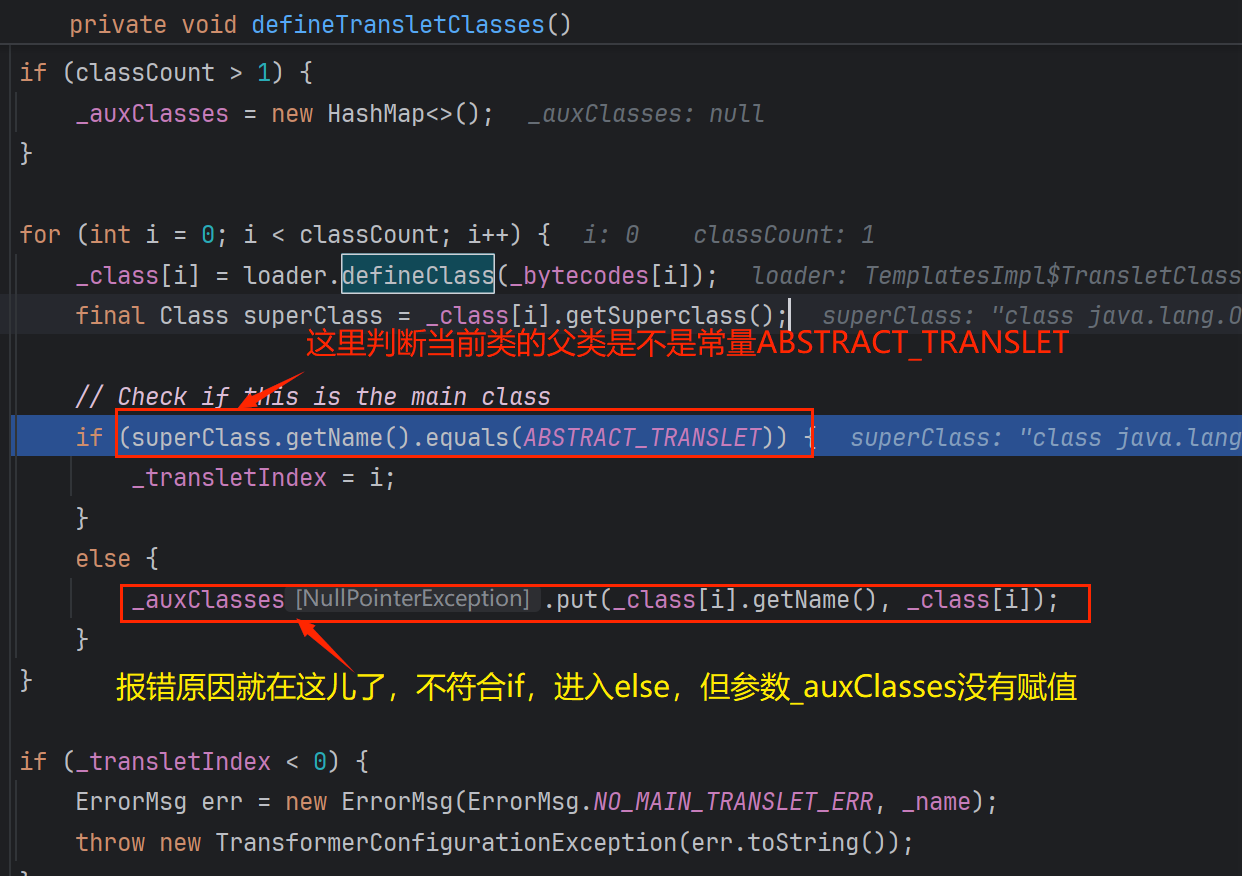 private void defineTransletClasses()
if (classCount > 1) {
_auxClasses = new HashMap<>(); _auxClasses: null
}
for (int i = 0; i < classCount; i++) { i: 0 classCount: 1
_class[i] = loader.defineClass(_bytecodes[i]); loader: TemplatesImpl$TransletClass
final Class superClass = _class[i].getSuperclass(); superClass: "class java.lang.O
这里判断当前类的父类是不是常量ABSTRACT_TRANSLET
// Check if this is the main class
if (superClass.getName().equals(ABSTRACT_TRANSLET)) { superClass: "class java.lang
_transletIndex = i;
}
else {
_auxClasses [NullPointerException] .put(_class[i].getName(), _class[i]);
}
}
报错原因就在这儿了，不符合if，进入else，但参数_auxClasses没有赋值
if (_transletIndex < 0) {
ErrorMsg err = new ErrorMsg(ErrorMsg.NO_MAIN_TRANSLET_ERR, _name);
throw new TransformerConfigurationException(err.toString());